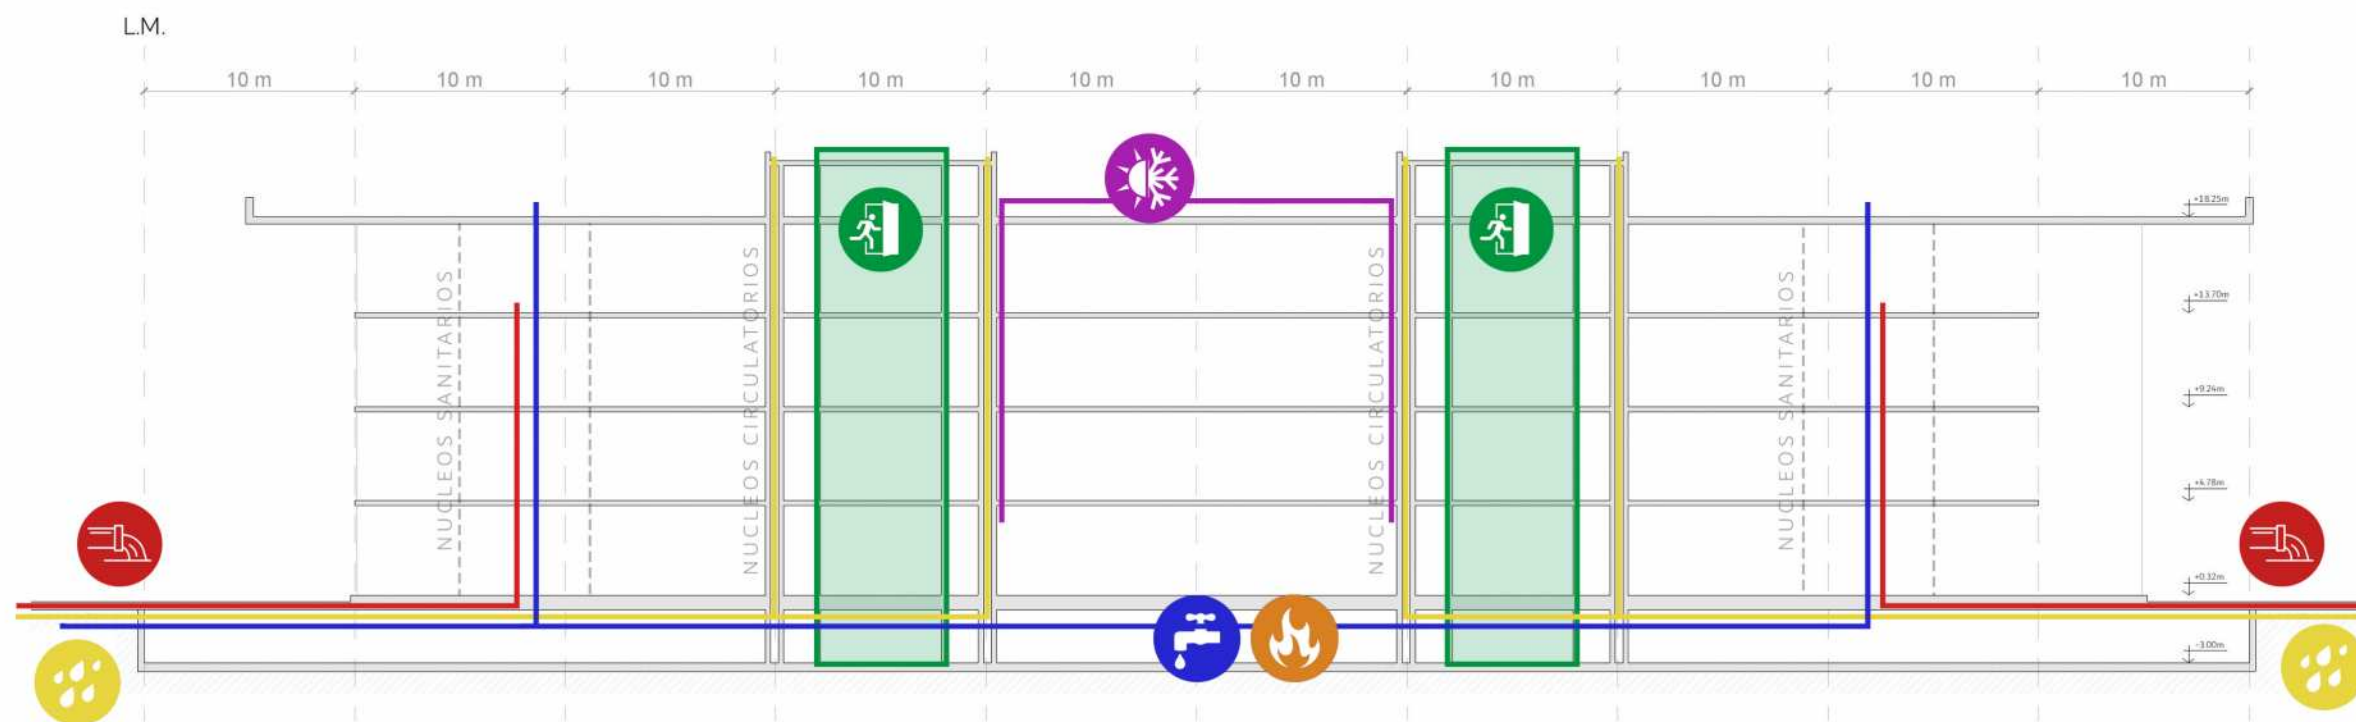 L.M.
10 m
10 m
10 m
10 m
10 m
10 m
10 m
10 m
10 m
10 m
NUCLEOS SANITARIOS
NUCLEOS CIRCULATORIOS
NUCLEOS CIRCULATORIOS
NUCLEOS SANITARIOS
+18.25m
+13.70m
+9.24m
+4.78m
+0.32m
-3.00m